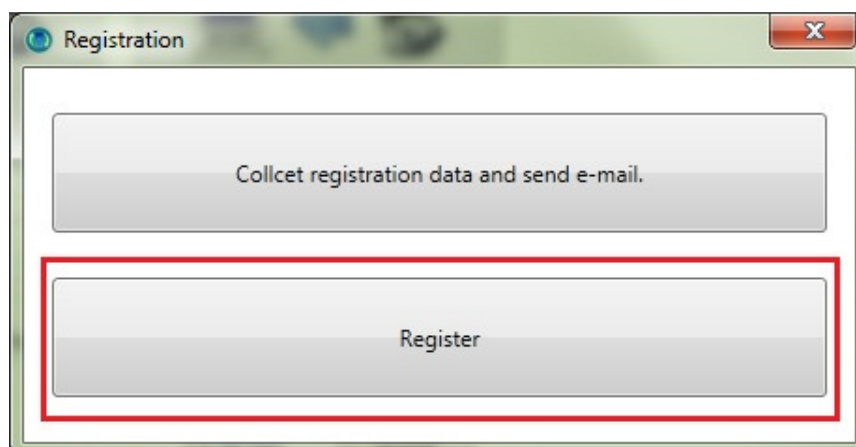 Registration
Collcet registration data and send e-mail.
Register